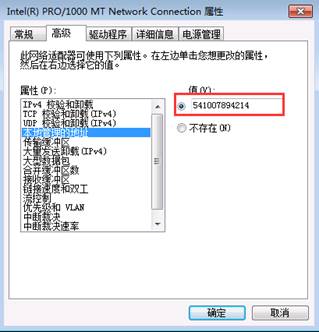 Intel(R) PRO/1000 MT Network Connection 属性
常规 高级 驱动程序 详细信息 电源管理
此网络适配器可使用下列属性。在左边单击您想更改的属性，
然后在右边选择它的值。
属性(P): 值(V):
IPv4 校验和卸载
TCP 校验和卸载(IPv4)
UDP 校验和卸载(IPv4)
本地管理的地址
传输缓冲区
大量发送卸载(IPv4)
大型数据包
合并缓冲区数
接收缓冲区
链接速度和双工
流控制
优先级和 VLAN
中断裁决
中断裁决速率
541007894214
不存在(N)
确定 取消